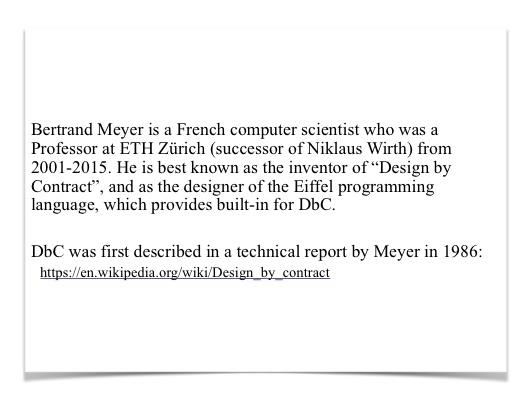 Bertrand Meyer is a French computer scientist who was a
Professor at ETH Zürich (successor of Niklaus Wirth) from
2001-2015. He is best known as the inventor of “Design by
Contract”, and as the designer of the Eiffel programming
language, which provides built-in for DbC.
DbC was first described in a technical report by Meyer in 1986:
https://en.wikipedia.org/wiki/Design_by_contract